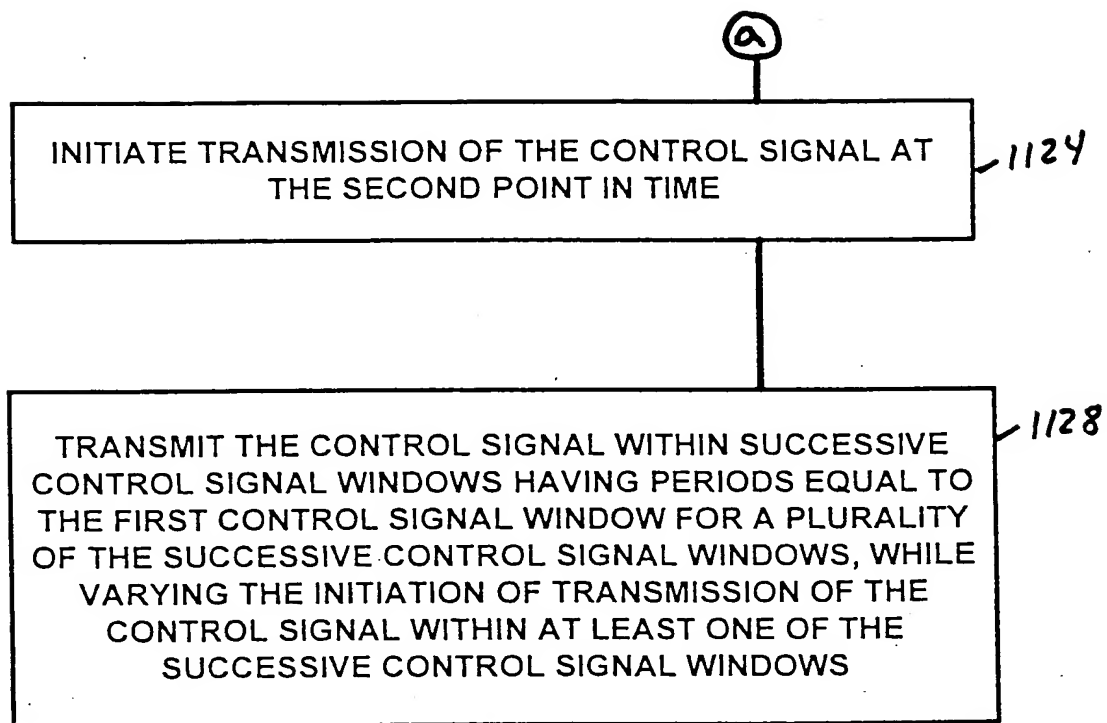 a
INITIATE TRANSMISSION OF THE CONTROL SIGNAL AT
THE SECOND POINT IN TIME
1124
TRANSMIT THE CONTROL SIGNAL WITHIN SUCCESSIVE
CONTROL SIGNAL WINDOWS HAVING PERIODS EQUAL TO
THE FIRST CONTROL SIGNAL WINDOW FOR A PLURALITY
OF THE SUCCESSIVE CONTROL SIGNAL WINDOWS, WHILE
VARYING THE INITIATION OF TRANSMISSION OF THE
CONTROL SIGNAL WITHIN AT LEAST ONE OF THE
SUCCESSIVE CONTROL SIGNAL WINDOWS
1128